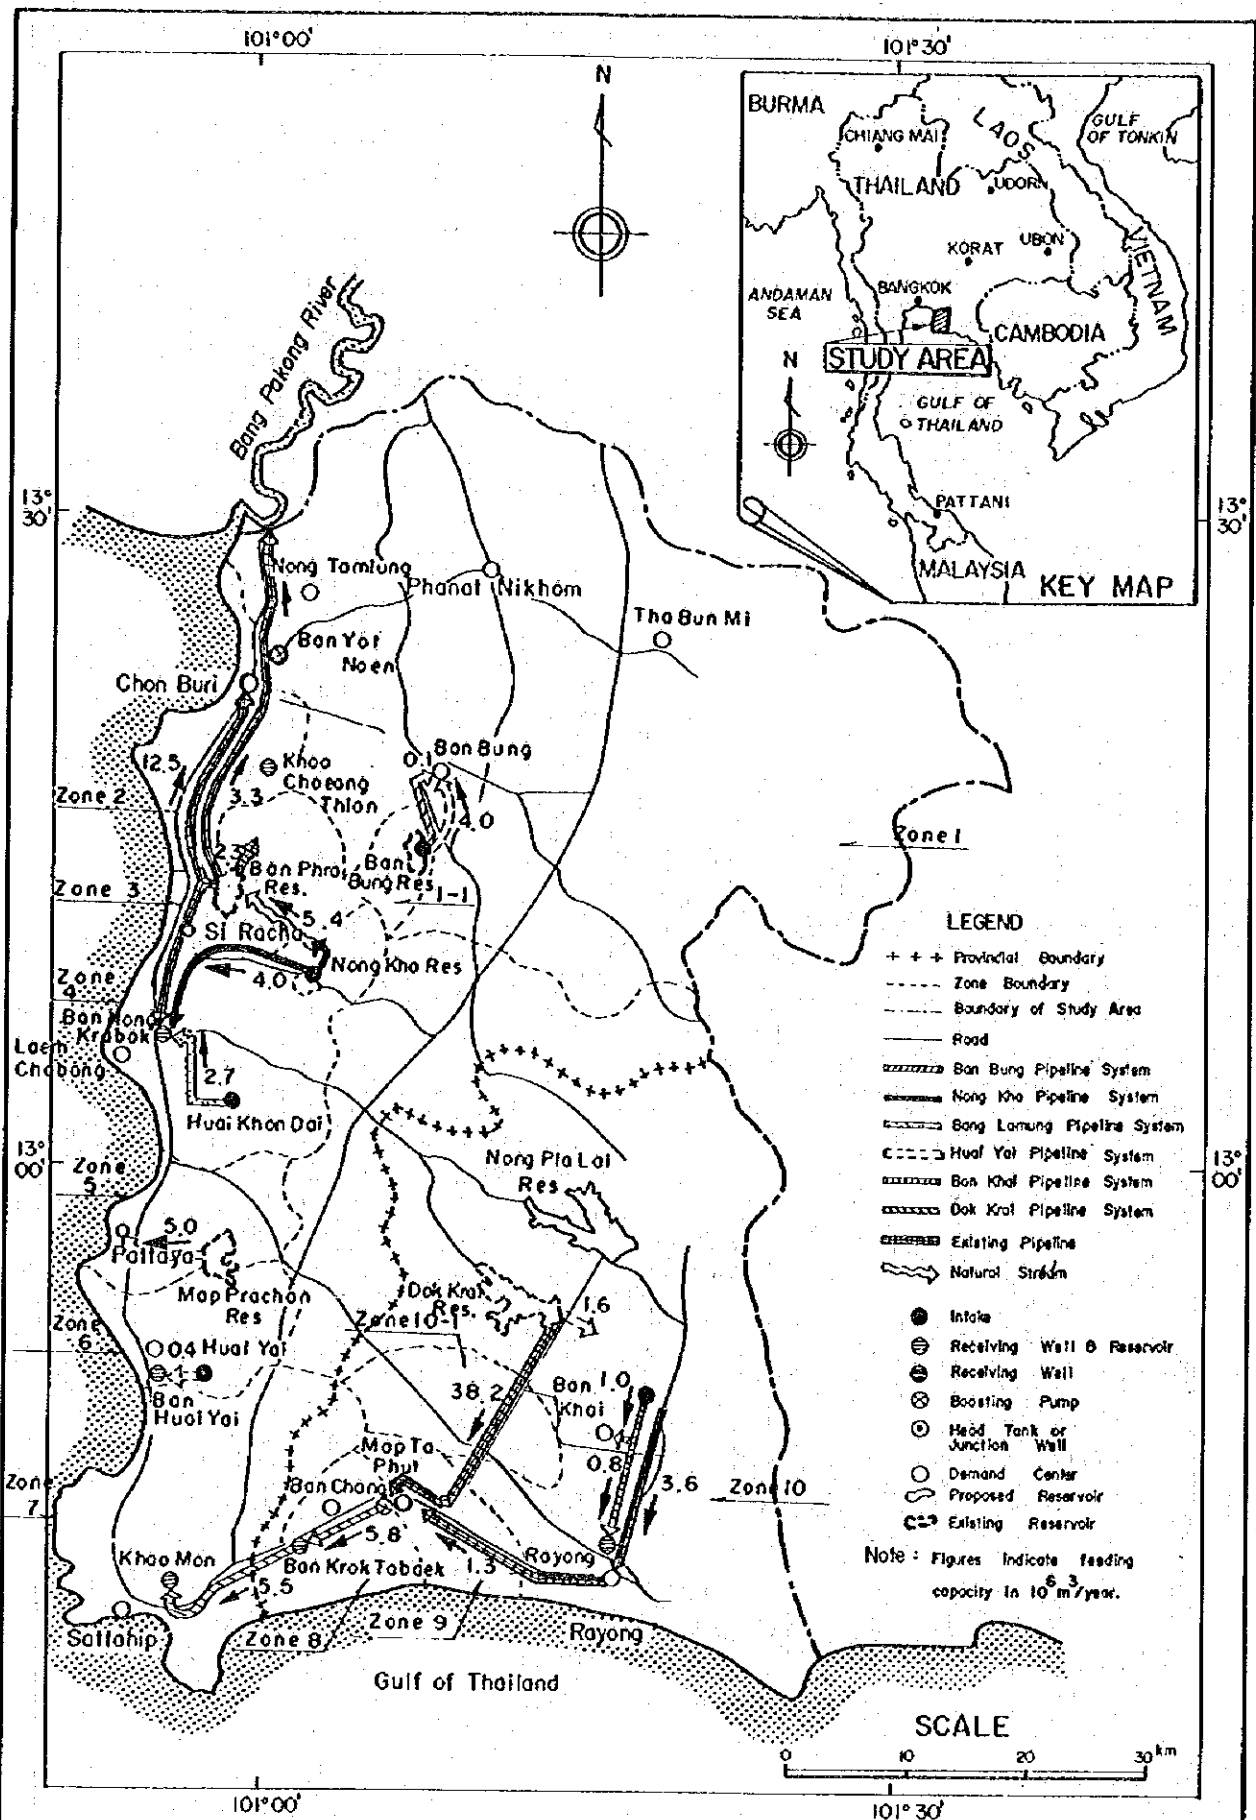 101°00'
101°30'
N
BURMA
CHIANG MAI
LAOS
GULF
OF TONKIN
THAILAND
UDORN
KORAT
UBON
VIETNAM
ANDAMAN
SEA
BANGKOK
CAMBODIA
STUDY AREA
N
GULF OF
THAILAND
PATTANI
MALAYSIA
KEY MAP
Bang Pakong River
13°
30'
13°
30'
Nong Tamlung
Phanat Nikhom
Tha Bun Mi
Ban Yot
Noen
Chon Buri
12.5
Khao
Choeong
Thian
0.1
Ban Bung
Zone 2
3.3
4.0
Zone 1
Ban Phra
Res.
Ban
Bung Res
1-1
Zone 3
5.4
Si Racha
Nong Kho Res
4.0
Zone
4
Ban Nong
Krabok
Laem
Chabang
2.7
Huai Khon Dai
LEGEND
Provincial Boundary
Zone Boundary
Boundary of Study Area
Road
Ban Bung Pipeline System
Nong Kho Pipeline System
Bang Lamung Pipeline System
Huai Yai Pipeline System
Ban Khai Pipeline System
Dok Krai Pipeline System
Existing Pipeline
Natural Stream
Intake
Receiving Well & Reservoir
Receiving Well
Boosting Pump
Head Tank or
Junction Well
Demand Center
Proposed Reservoir
Existing Reservoir
Note : Figures indicate feeding
capacity in 10⁶m³/year.
13°
00'
Zone
5
Nong Pla Lai
Res
13°
00'
5.0
Pattaya
Map Prachan
Res
Dok Krai
Res.
1.6
Zone
6
Zone 10-1
0.4 Huai Yai
Ban
Huai Yai
38.2
Ban
Khai
1.0
0.8
Map Ta
Phut
Zone
7
Ban Chang
3.6
Zone 10
5.8
Khao Mon
Ban Krok Tabaek
1.3
Rayong
5.5
Sattahip
Zone 8
Zone 9
Rayong
Gulf of Thailand
SCALE
0 10 20 30 km
101°00'
101°30'